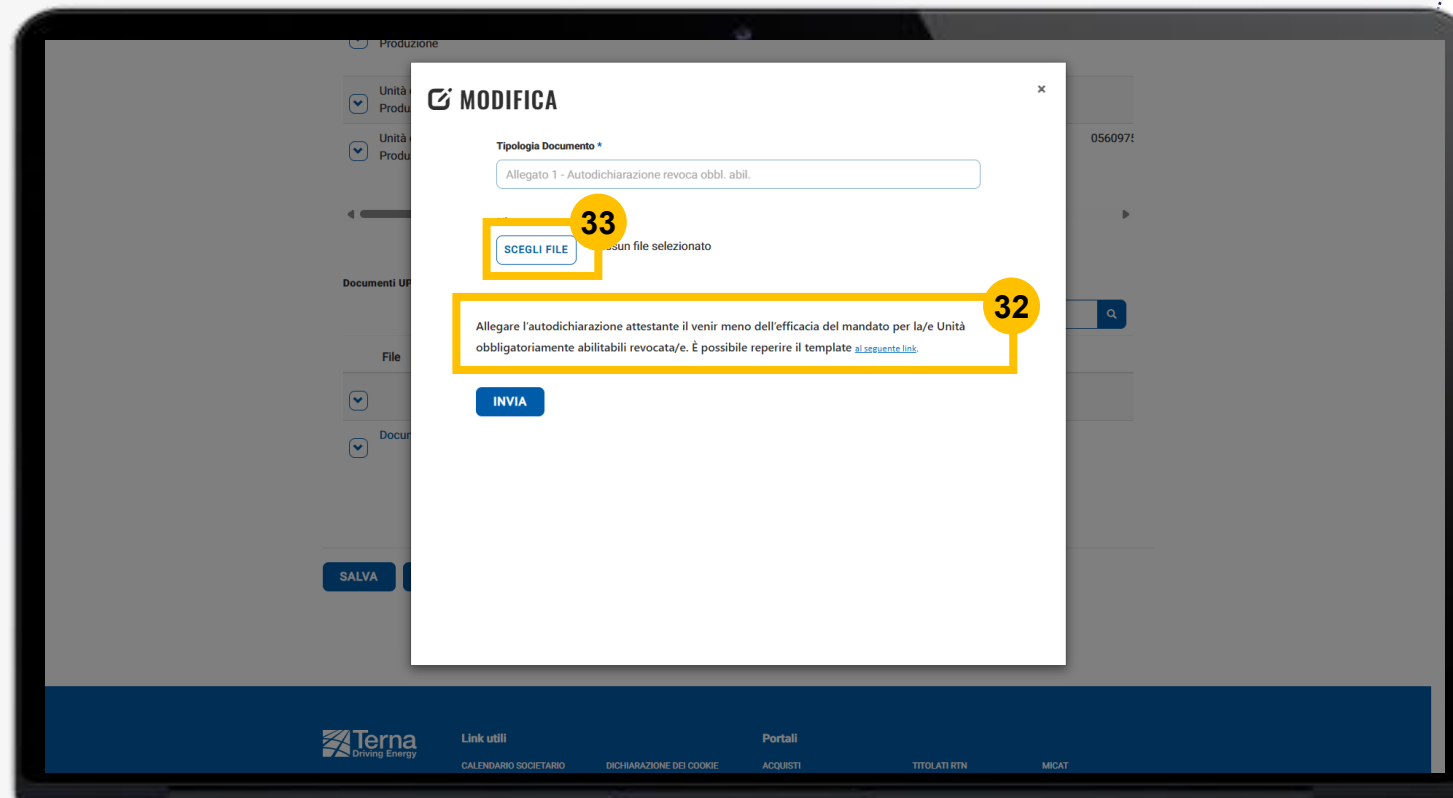 Produzione
MODIFICA
×
Unità
Produ
Tipologia Documento *
Unità
Produ
056097
Allegato 1 - Autodichiarazione revoca obbl. abil.
33
SCEGLI FILE
sun file selezionato
Documenti UP
32
Allegare l'autodichiarazione attestante il venir meno dell'efficacia del mandato per la/e Unità
obbligatoriamente abilitabili revocata/e. È possibile reperire il template al seguente link.
File
INVIA
Docum
SALVA
Terna
Driving Energy
Link utili
Portali
CALENDARIO SOCIETARIO
DICHIARAZIONE DEI COOKIE
ACQUISTI
TITOLATI RTN
MICAT